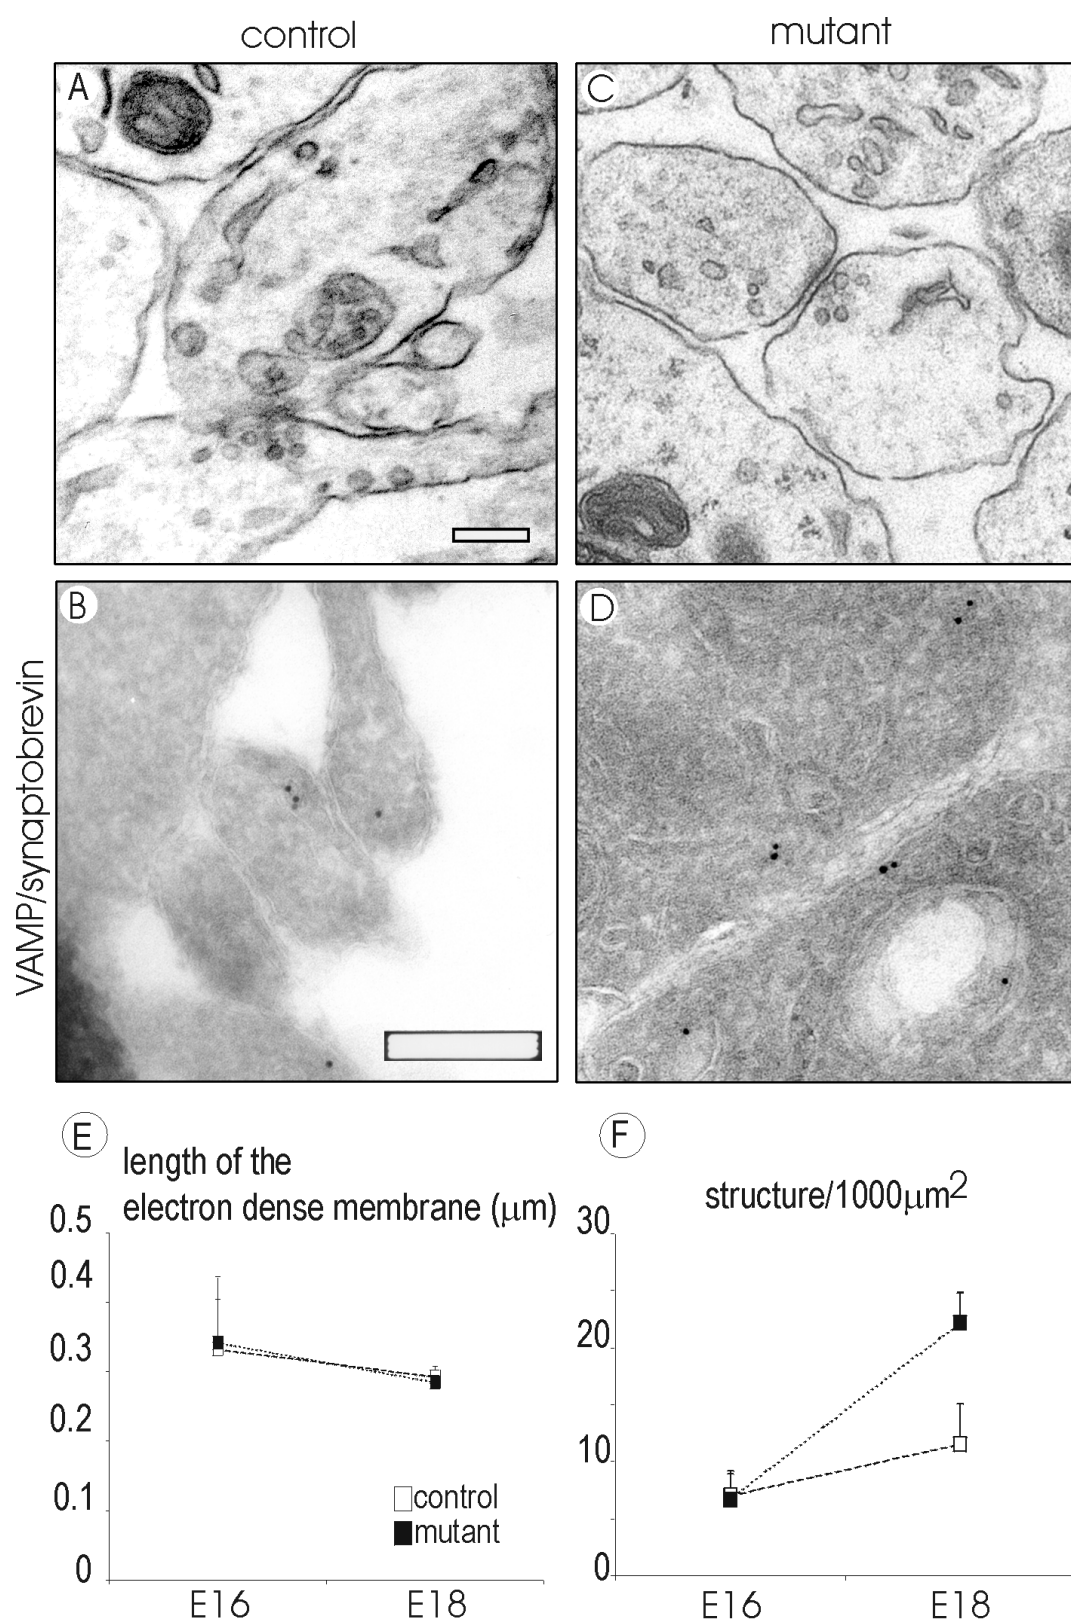 control
mutant
A
C
B
D
VAMP/synaptobrevin
E
length of the
electron dense membrane (μm)
0.5
0.4
0.3
0.2
0.1
0
E16
E18
control
mutant
F
structure/1000μm2
30
20
10
0
E16
E18